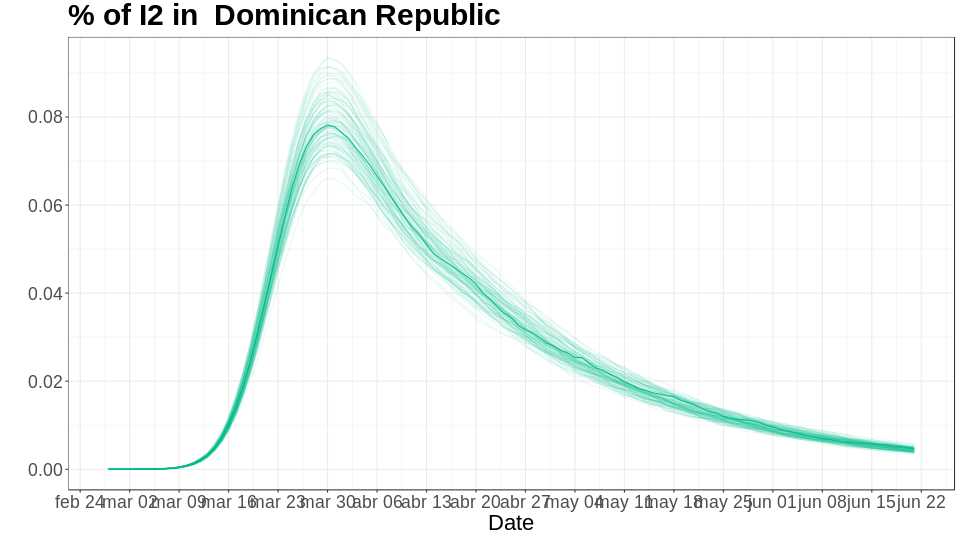 % of I2 in  Dominican Republic
0.08
0.06
0.04
0.02
0.00
feb 24 mar 02 mar 09 mar 16 mar 23 mar 30 abr 06 abr 13 abr 20 abr 27 may 04 may 11 may 18 may 25 jun 01 jun 08 jun 15 jun 22
Date